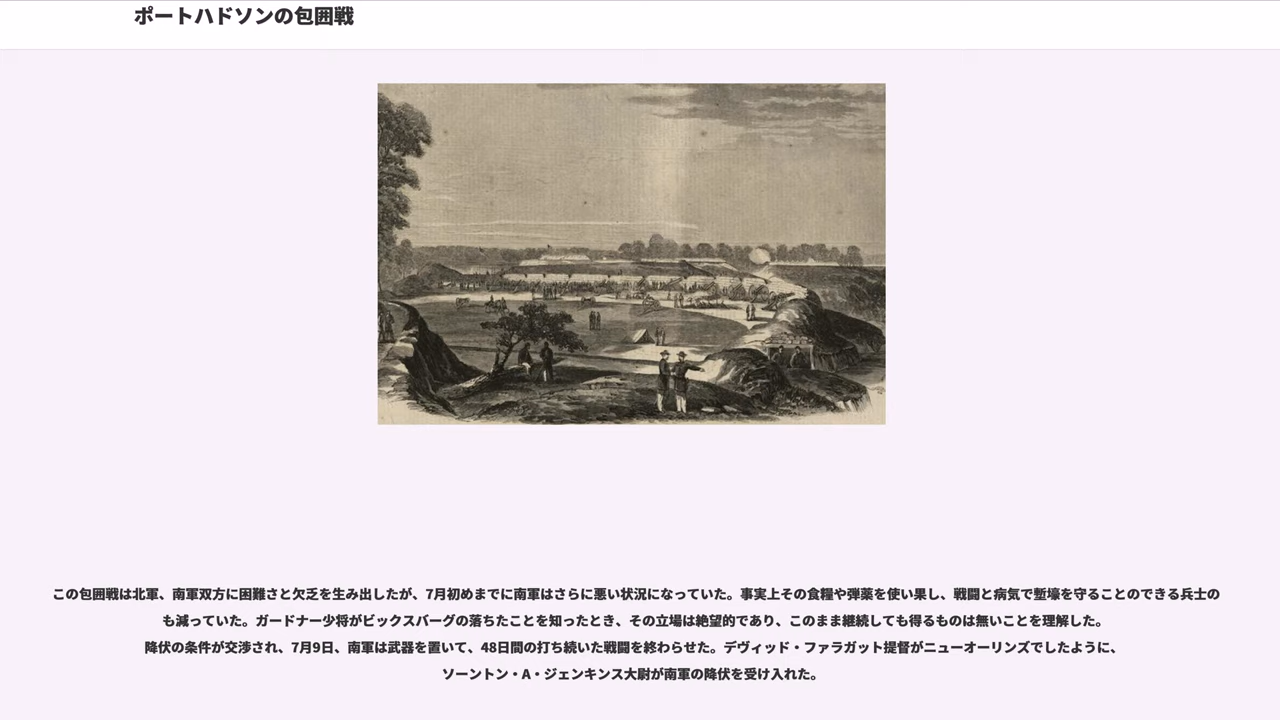 ポートハドソンの包囲戦
この包囲戦は北軍、南軍双方に困難さと欠乏を生み出したが、7月初めまでに南軍はさらに悪い状況になっていた。事実上その食糧や弾薬を使い果し、戦闘と病気で塹壕を守ることのできる兵士の
も減っていた。ガードナー少将がビックスバーグの落ちたことを知ったとき、その立場は絶望的であり、このまま継続しても得るものは無いことを理解した。
降伏の条件が交渉され、7月9日、南軍は武器を置いて、48日間の打ち続いた戦闘を終わらせた。デヴィッド・ファラガット提督がニューオーリンズでしたように、
ソーントン・A・ジェンキンス大尉が南軍の降伏を受け入れた。